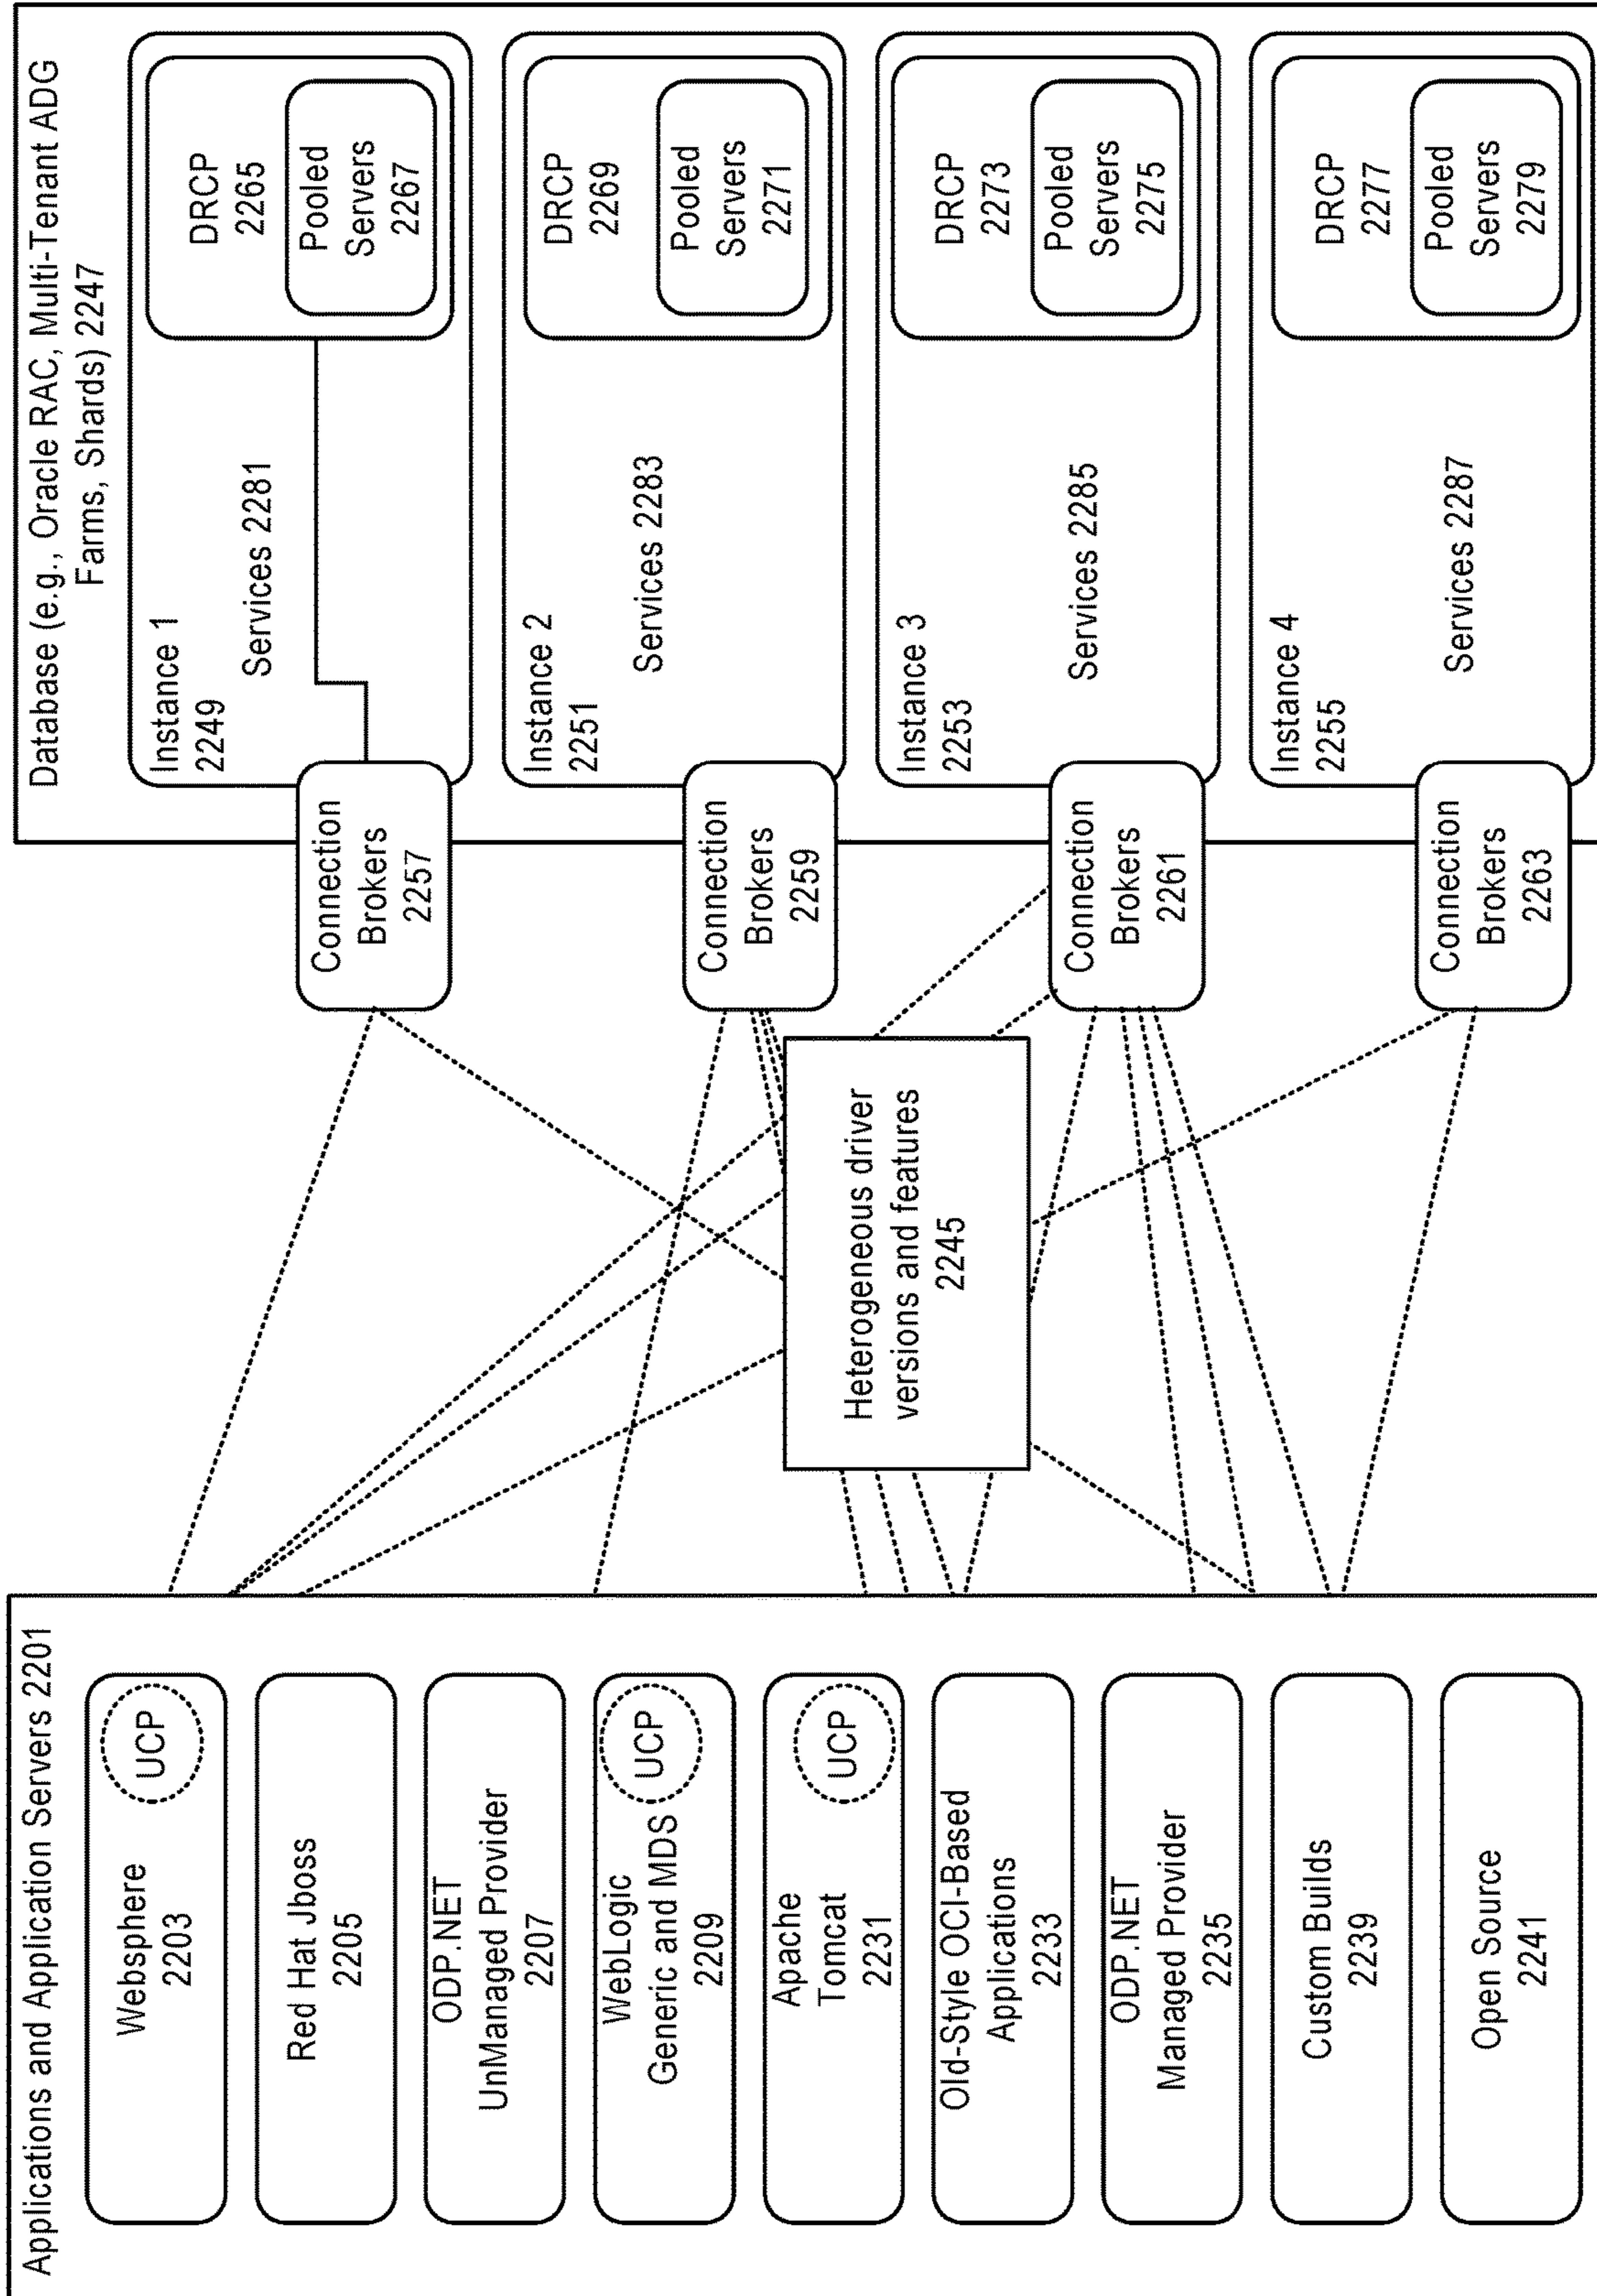 Applications and Application Servers 2201
Websphere
2203
UCP
Red Hat Jboss
2205
ODP.NET
UnManaged Provider
2207
WebLogic
Generic and MDS
2209
UCP
Apache
Tomcat
2231
UCP
Old-Style OCI-Based
Applications
2233
ODP.NET
Managed Provider
2235
Custom Builds
2239
Open Source
2241
Heterogeneous driver
versions and features
2245
Database (e.g., Oracle RAC, Multi-Tenant ADG
Farms, Shards) 2247
Connection
Brokers
2257
Instance 1
2249
Services 2281
DRCP
2265
Pooled
Servers
2267
Connection
Brokers
2259
Instance 2
2251
Services 2283
DRCP
2269
Pooled
Servers
2271
Connection
Brokers
2261
Instance 3
2253
Services 2285
DRCP
2273
Pooled
Servers
2275
Connection
Brokers
2263
Instance 4
2255
Services 2287
DRCP
2277
Pooled
Servers
2279